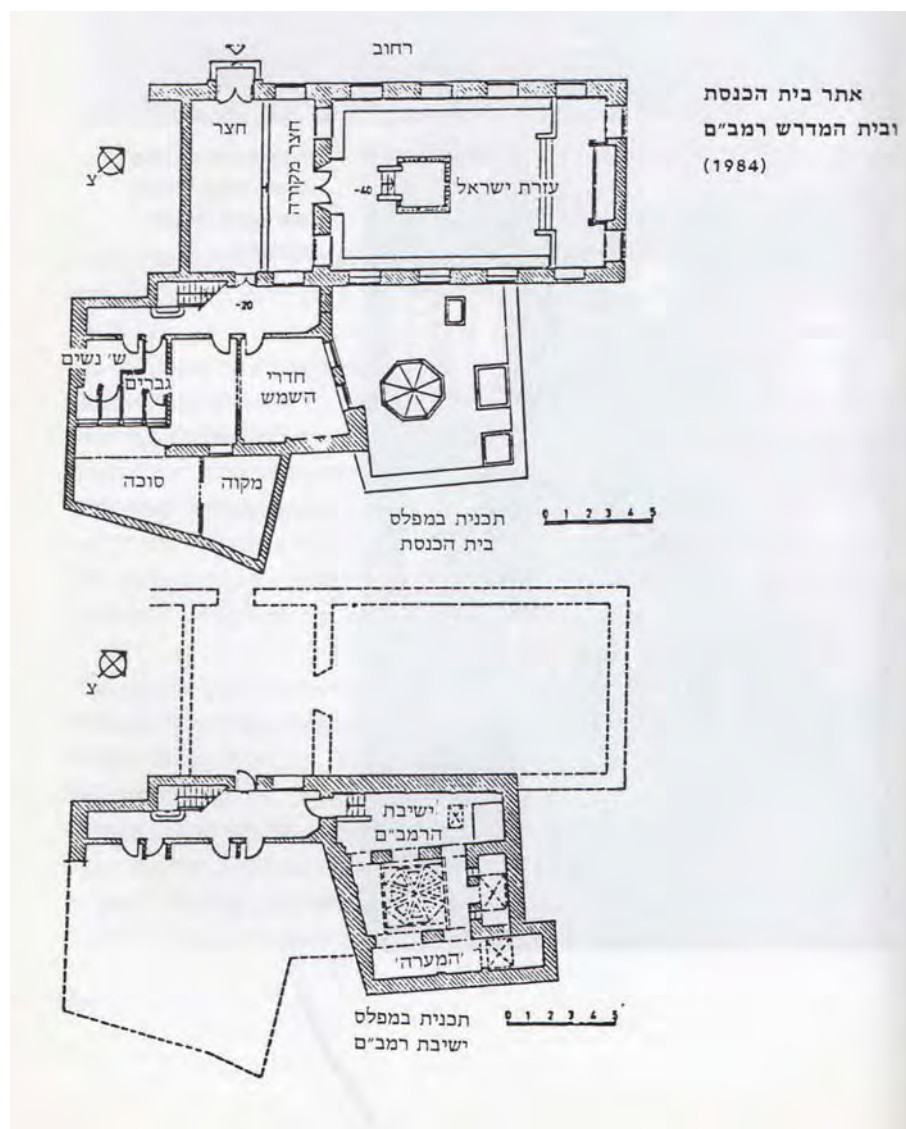 רחוב
אתר בית הכנסת
ובית המדרש רמב״ם
(1984)
חצר
חצר מקורה
עזרת ישראל
-40
צ
-20
ש׳ נשים
גברים
חדרי
השמש
סוכה
מקוה
תכנית במפלס
בית הכנסת
0 1 2 3 4 5
צ
ישיבת
הרמב״ם
׳המערה׳
תכנית במפלס
ישיבת רמב״ם
0 1 2 3 4 5